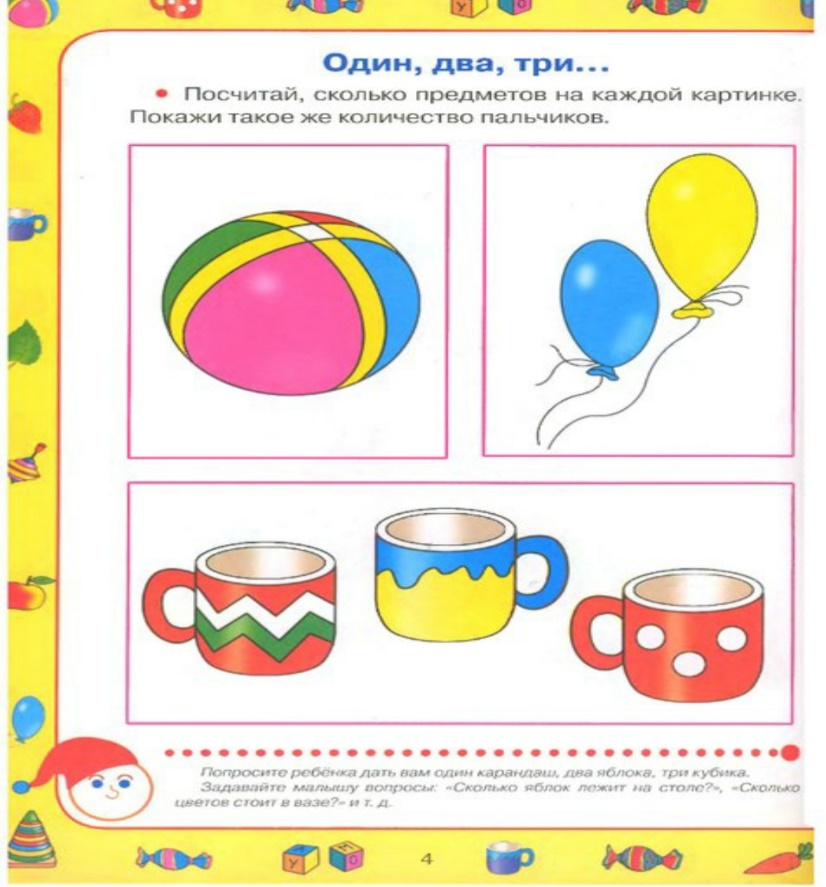 Один, два, три...
• Посчитай, сколько предметов на каждой картинке.
Покажи такое же количество пальчиков.
Попросите ребёнка дать вам один карандаш, два яблока, три кубика.
Задавайте малышу вопросы: «Сколько яблок лежит на столе?», «Сколько
цветов стоит в вазе?» и т. д.
4